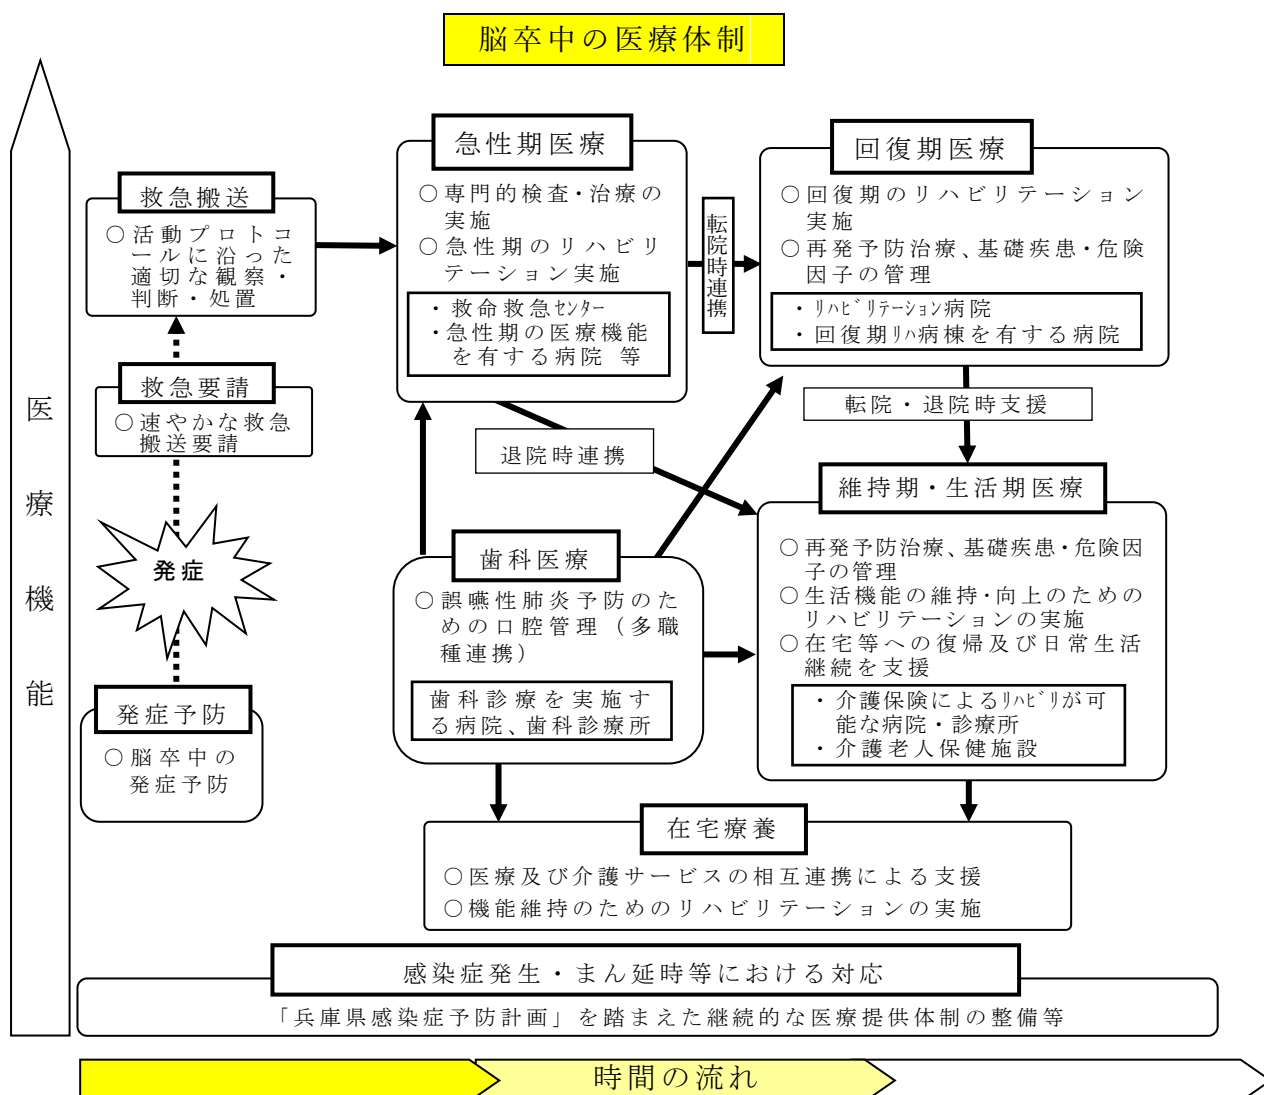 脳卒中の医療体制
医療機能
救急搬送
○活動プロトコ
ールに沿った
適切な観察・
判断・処置
救急要請
○速やかな救急
搬送要請
発症
発症予防
○脳卒中の
発症予防
急性期医療
○専門的検査・治療の
実施
○急性期のリハビリ
テーション実施
・救命救急ｾﾝﾀｰ
・急性期の医療機能
を有する病院 等
転院時連携
回復期医療
○回復期のリハビリテーション
実施
○再発予防治療、基礎疾患・危険
因子の管理
・ﾘﾊﾋﾞﾘﾃｰｼｮﾝ病院
・回復期ﾘﾊ病棟を有する病院
転院・退院時支援
退院時連携
維持期・生活期医療
○再発予防治療、基礎疾患・危険因
子の管理
○生活機能の維持・向上のための
リハビリテーションの実施
○在宅等への復帰及び日常生活
継続を支援
・介護保険によるﾘﾊﾋﾞﾘが可
能な病院・診療所
・介護老人保健施設
歯科医療
○誤嚥性肺炎予防のた
めの口腔管理（多職
種連携）
歯科診療を実施す
る病院、歯科診療所
在宅療養
○医療及び介護サービスの相互連携による支援
○機能維持のためのリハビリテーションの実施
感染症発生・まん延時等における対応
「兵庫県感染症予防計画」を踏まえた継続的な医療提供体制の整備等
時間の流れ